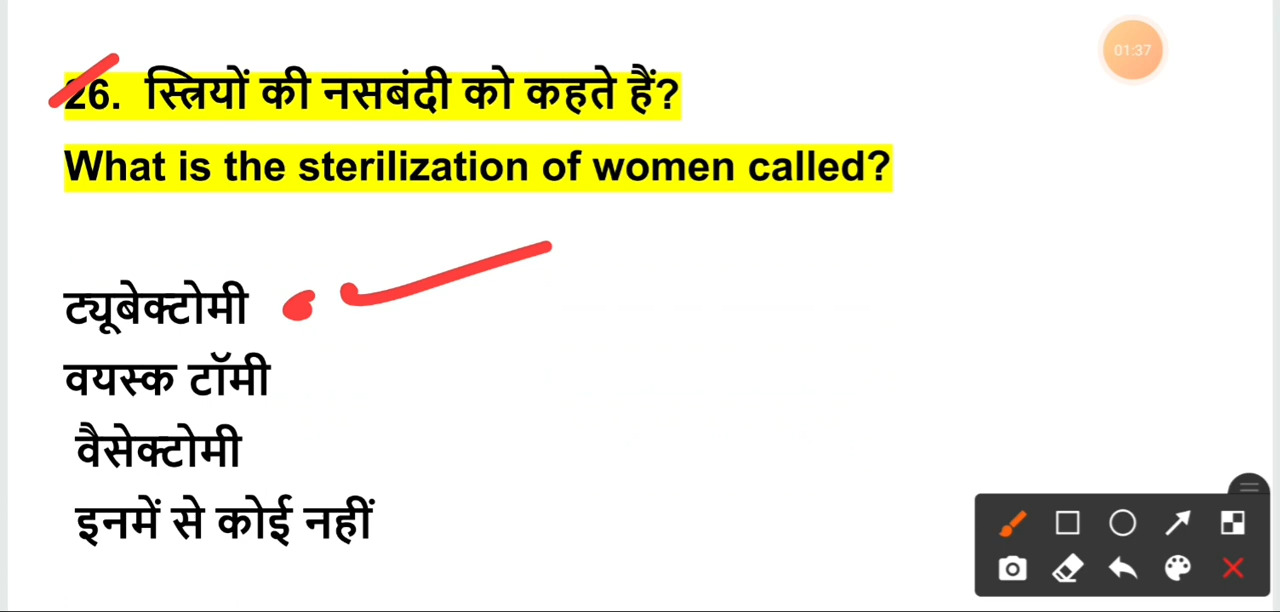 01:37
26. स्त्रियों की नसबंदी को कहते हैं?
What is the sterilization of women called?
ट्यूबेक्टोमी
वयस्क टॉमी
वैसेक्टोमी
इनमें से कोई नहीं